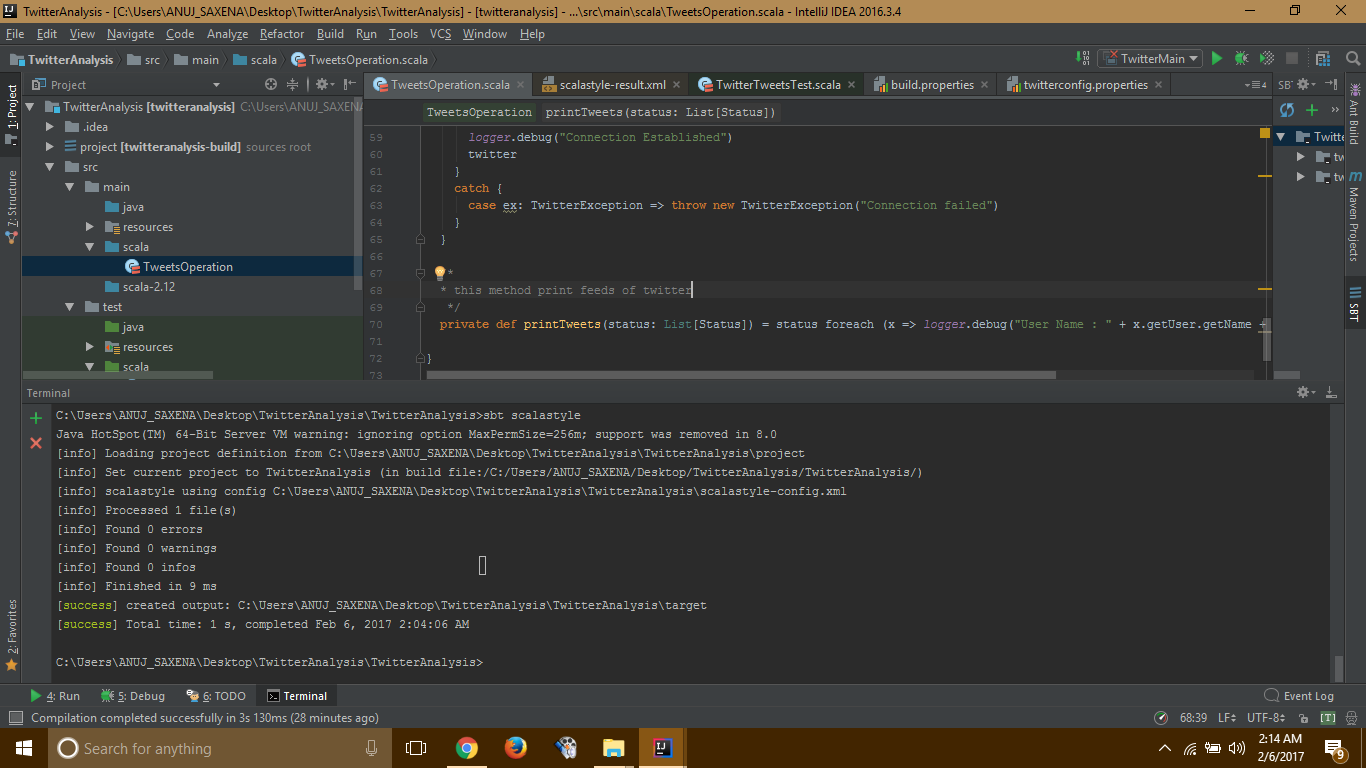 TwitterAnalysis - [C:\Users\ANUJ_SAXENA\Desktop\TwitterAnalysis\TwitterAnalysis] - [twitteranalysis] - ...\src\main\scala\TweetsOperation.scala - IntelliJ IDEA 2016.3.4
File Edit View Navigate Code Analyze Refactor Build Run Tools VCS Window Help
TwitterAnalysis src main scala TweetsOperation.scala TwitterMain
Project
TweetsOperation.scala scalastyle-result.xml TwitterTweetsTest.scala build.properties twitterconfig.properties
SB
TwitterAnalysis [twitteranalysis] C:\Users\ANUJ_SAXENA
.idea
project [twitteranalysis-build] sources root
src
main
java
resources
scala
TweetsOperation
scala-2.12
test
java
resources
scala
1: Project
7: Structure
2: Favorites
TweetsOperation printTweets(status: List[Status])
59 logger.debug("Connection Established")
60 twitter
61 }
62 catch {
63 case ex: TwitterException => throw new TwitterException("Connection failed")
64 }
65 }
66
67 *
68 * this method print feeds of twitter
69 */
70 private def printTweets(status: List[Status]) = status foreach (x => logger.debug("User Name : " + x.getUser.getName +
71
72 }
73
Twitte
tw
tw
Ant Build
Maven Projects
SBT
Terminal
C:\Users\ANUJ_SAXENA\Desktop\TwitterAnalysis\TwitterAnalysis>sbt scalastyle
Java HotSpot(TM) 64-Bit Server VM warning: ignoring option MaxPermSize=256m; support was removed in 8.0
[info] Loading project definition from C:\Users\ANUJ_SAXENA\Desktop\TwitterAnalysis\TwitterAnalysis\project
[info] Set current project to TwitterAnalysis (in build file:/C:/Users/ANUJ_SAXENA/Desktop/TwitterAnalysis/TwitterAnalysis/)
[info] scalastyle using config C:\Users\ANUJ_SAXENA\Desktop\TwitterAnalysis\TwitterAnalysis\scalastyle-config.xml
[info] Processed 1 file(s)
[info] Found 0 errors
[info] Found 0 warnings
[info] Found 0 infos
[info] Finished in 9 ms
[success] created output: C:\Users\ANUJ_SAXENA\Desktop\TwitterAnalysis\TwitterAnalysis\target
[success] Total time: 1 s, completed Feb 6, 2017 2:04:06 AM
C:\Users\ANUJ_SAXENA\Desktop\TwitterAnalysis\TwitterAnalysis>
4: Run 5: Debug 6: TODO Terminal Event Log
Compilation completed successfully in 3s 130ms (28 minutes ago) 68:39 LF UTF-8 [T]
Search for anything
2:14 AM
2/6/2017
9